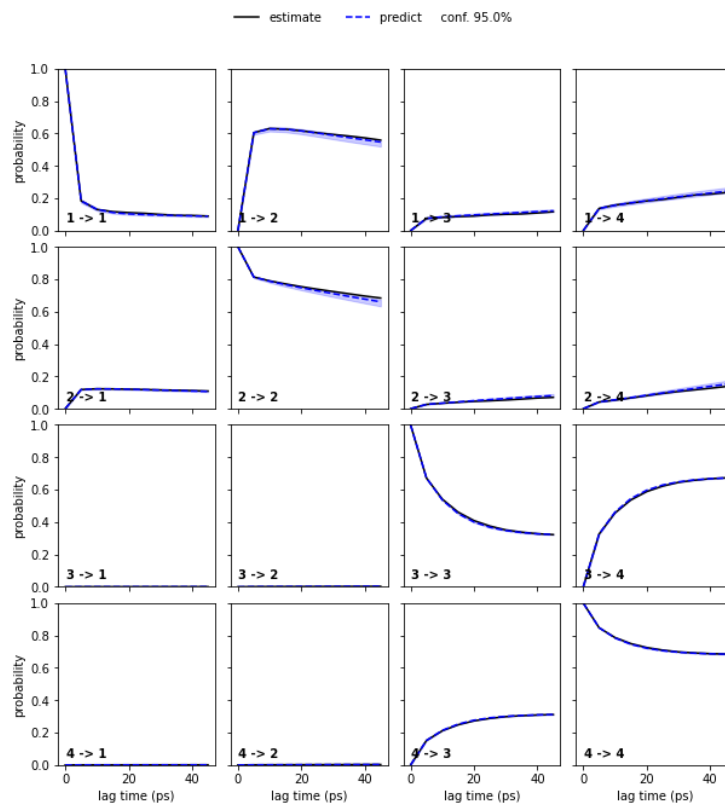 estimate predict conf. 95.0%
1.0
0.8
0.6
0.4
0.2
0.0
probability
1 -> 1
1 -> 2
1 -> 3
1 -> 4
1.0
0.8
0.6
0.4
0.2
0.0
probability
2 -> 1
2 -> 2
2 -> 3
2 -> 4
1.0
0.8
0.6
0.4
0.2
0.0
probability
3 -> 1
3 -> 2
3 -> 3
3 -> 4
1.0
0.8
0.6
0.4
0.2
0.0
probability
4 -> 1
4 -> 2
4 -> 3
4 -> 4
0 20 40
0 20 40
0 20 40
0 20 40
lag time (ps)
lag time (ps)
lag time (ps)
lag time (ps)